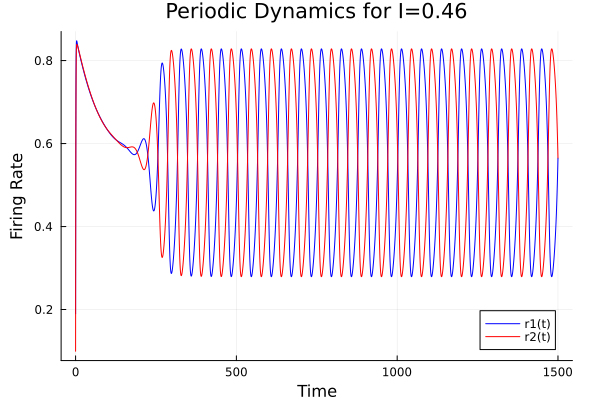 Periodic Dynamics for I=0.46
Firing Rate
0.8
0.6
0.4
0.2
r1(t)
r2(t)
0
500
1000
1500
Time